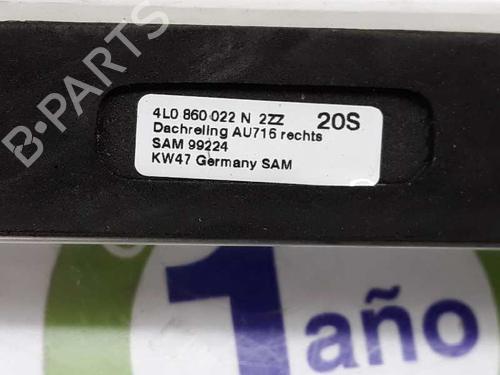 B-PARTS
4L0 860 022 N 2ZZ 20S
Dachreling AU716 rechts
SAM 99224
KW47 Germany SAM
1 año